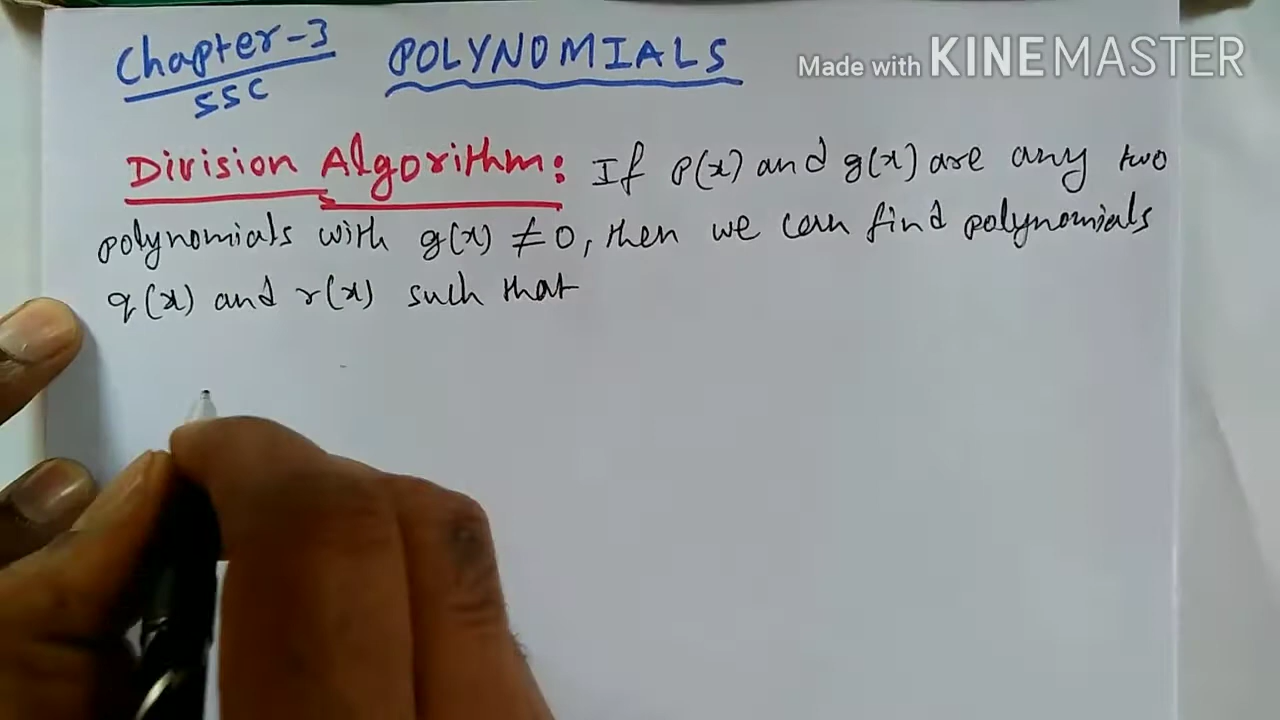 Chapter-3 POLYNOMIALS
SSC
Made with KINEMASTER
Division Algorithm: If p(x) and g(x) are any two
polynomials with g(x) ≠ 0, then we can find polynomials
q(x) and r(x) such that